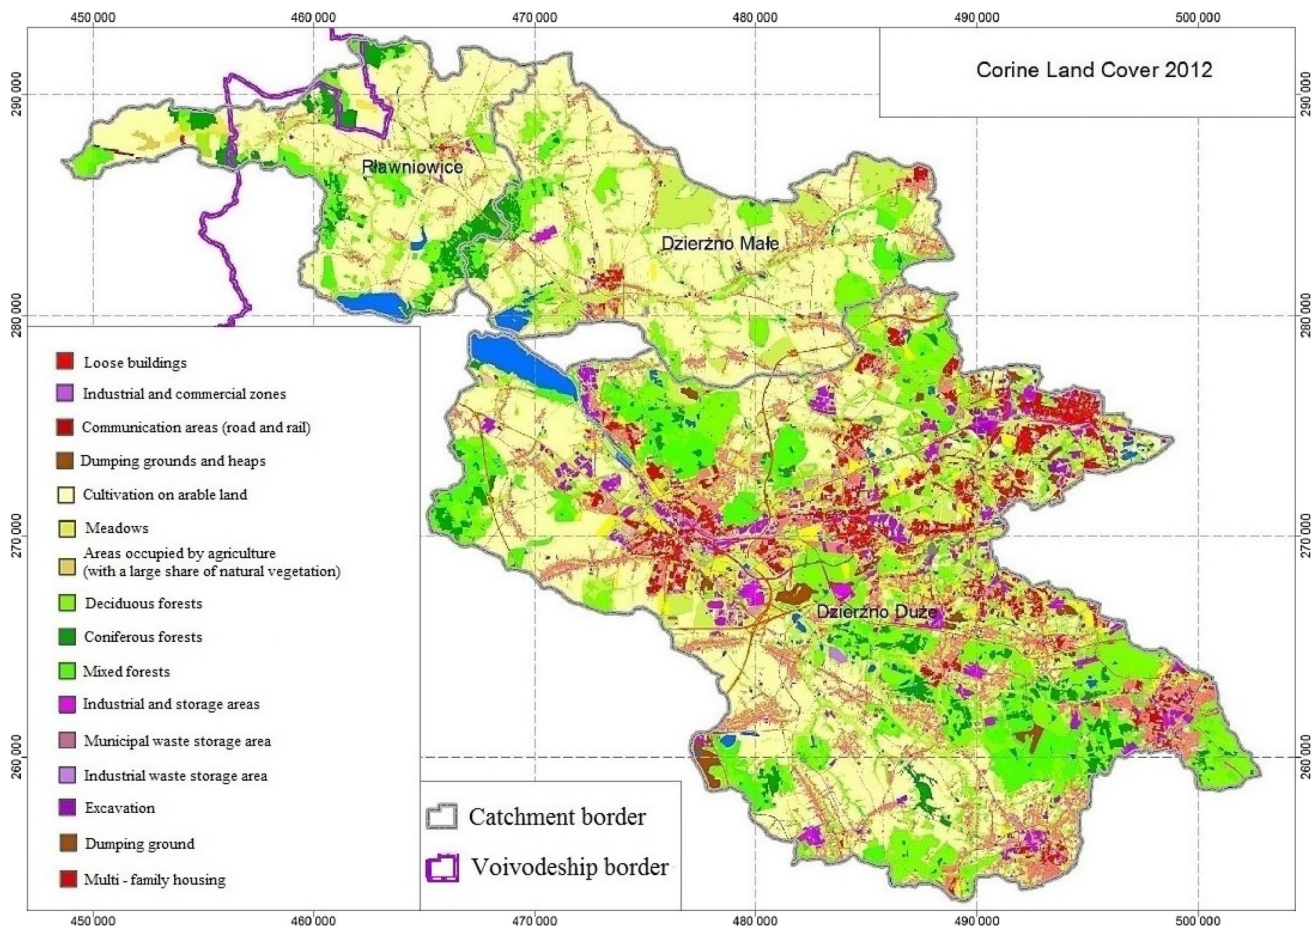 450 000 460 000 470 000 480 000 490 000 500 000
Corine Land Cover 2012
290 000 290 000
Pławniowice
Dzierżno Małe
280 000 280 000
Loose buildings
Industrial and commercial zones
Communication areas (road and rail)
Dumping grounds and heaps
Cultivation on arable land
Meadows
Areas occupied by agriculture
(with a large share of natural vegetation)
Deciduous forests
Coniferous forests
Mixed forests
Industrial and storage areas
Municipal waste storage area
Industrial waste storage area
Excavation
Dumping ground
Multi - family housing
270 000 270 000
Dzierżno Duże
260 000 260 000
Catchment border
Voivodeship border
450 000 460 000 470 000 480 000 490 000 500 000